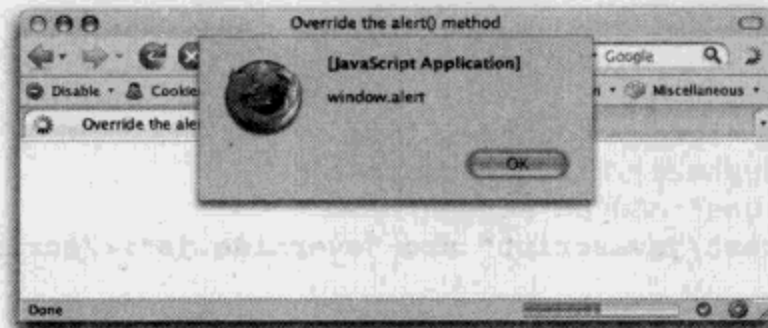 Override the alert() method
[JavaScript Application]
window.alert
OK
Google
Disable
Cookie
Miscellaneous
Override the ale
Done